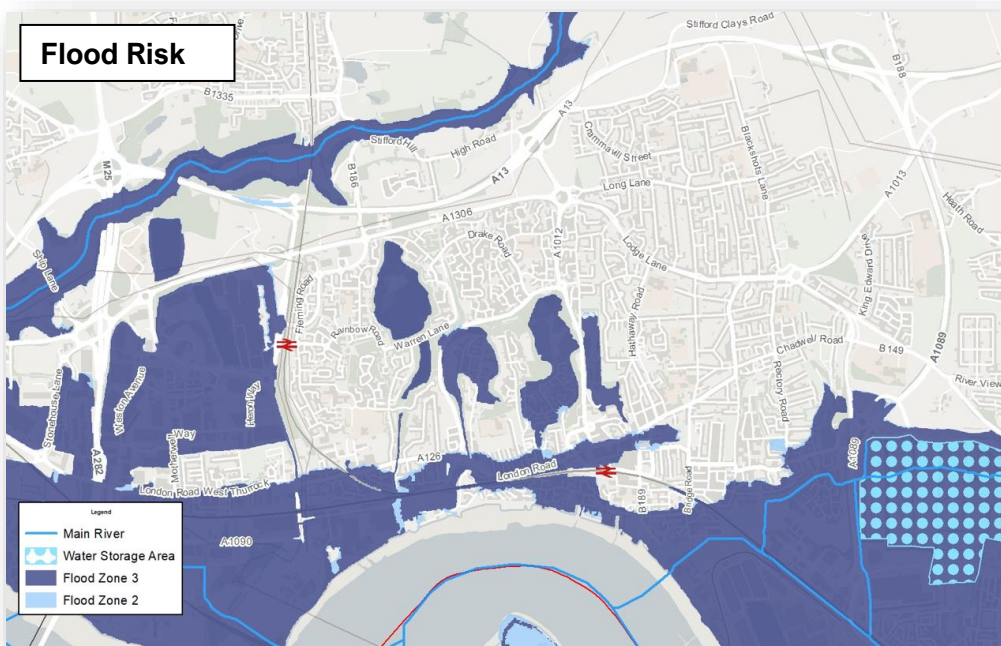 Flood Risk
Drive
B1335
Stifford Clays Road
B188
A13
Stifford Hill
High Road
Crammavill Street
Blackshots Lane
M25
B186
A13
Long Lane
A1013
Heath Road
A1306
Ship Lane
Drake Road
A1012
Lodge Lane
King Edward Drive
Fleming Road
Rainbow Road
Warren Lane
Hathaway Road
Chadwell Road
B149
A1089
River View
Stonehouse Lane
Weston Avenue
Heron Way
Rectory Road
Motherwell Way
A282
A126
A1089
London Road
London Road West Thurrock
B189
Bridge Road
A1090
Legend
Main River
Water Storage Area
Flood Zone 3
Flood Zone 2